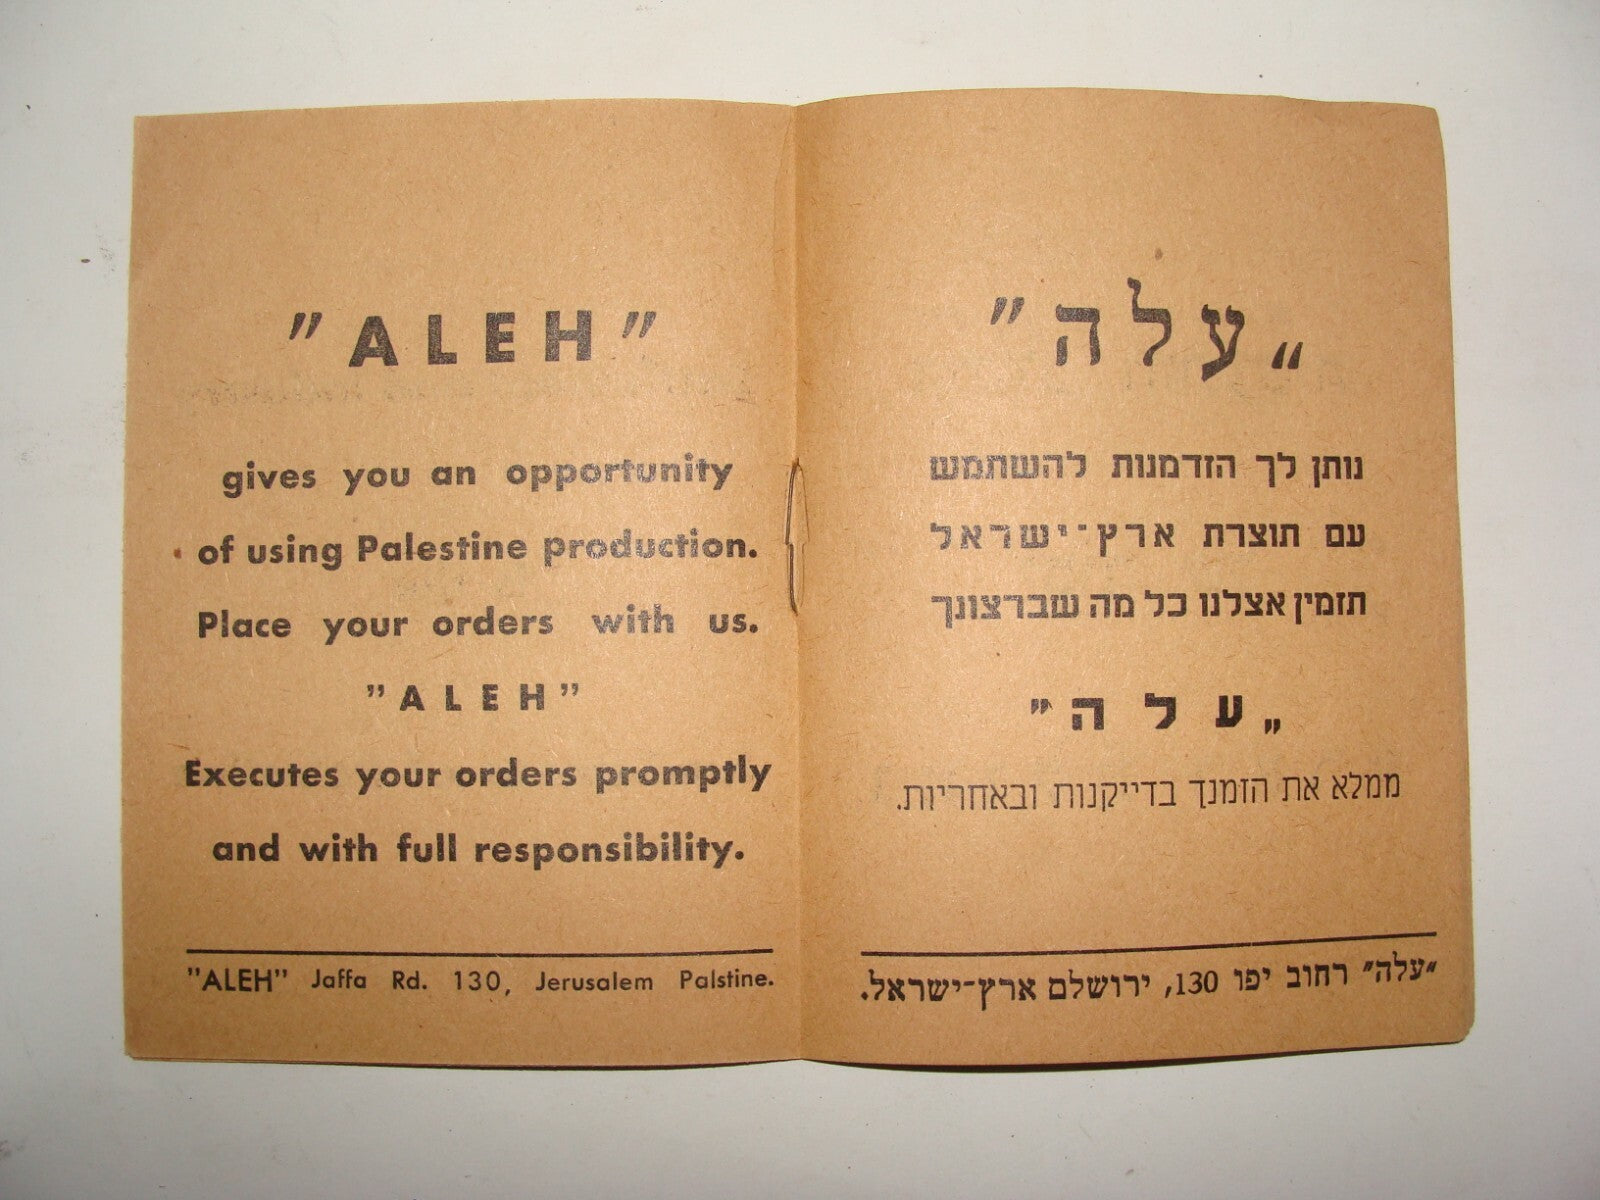 "ALEH"
gives you an opportunity
of using Palestine production.
Place your orders with us.
"ALEH"
Executes your orders promptly
and with full responsibility.
"ALEH" Jaffa Rd. 130, Jerusalem Palstine.
„עלה"
נותן לך הזדמנות להשתמש
עם תוצרת ארץ-ישראל
תזמין אצלנו כל מה שברצונך
„עלה"
ממלא את הזמנך בדייקנות ובאחריות.
"עלה" רחוב יפו 130, ירושלם ארץ-ישראל.